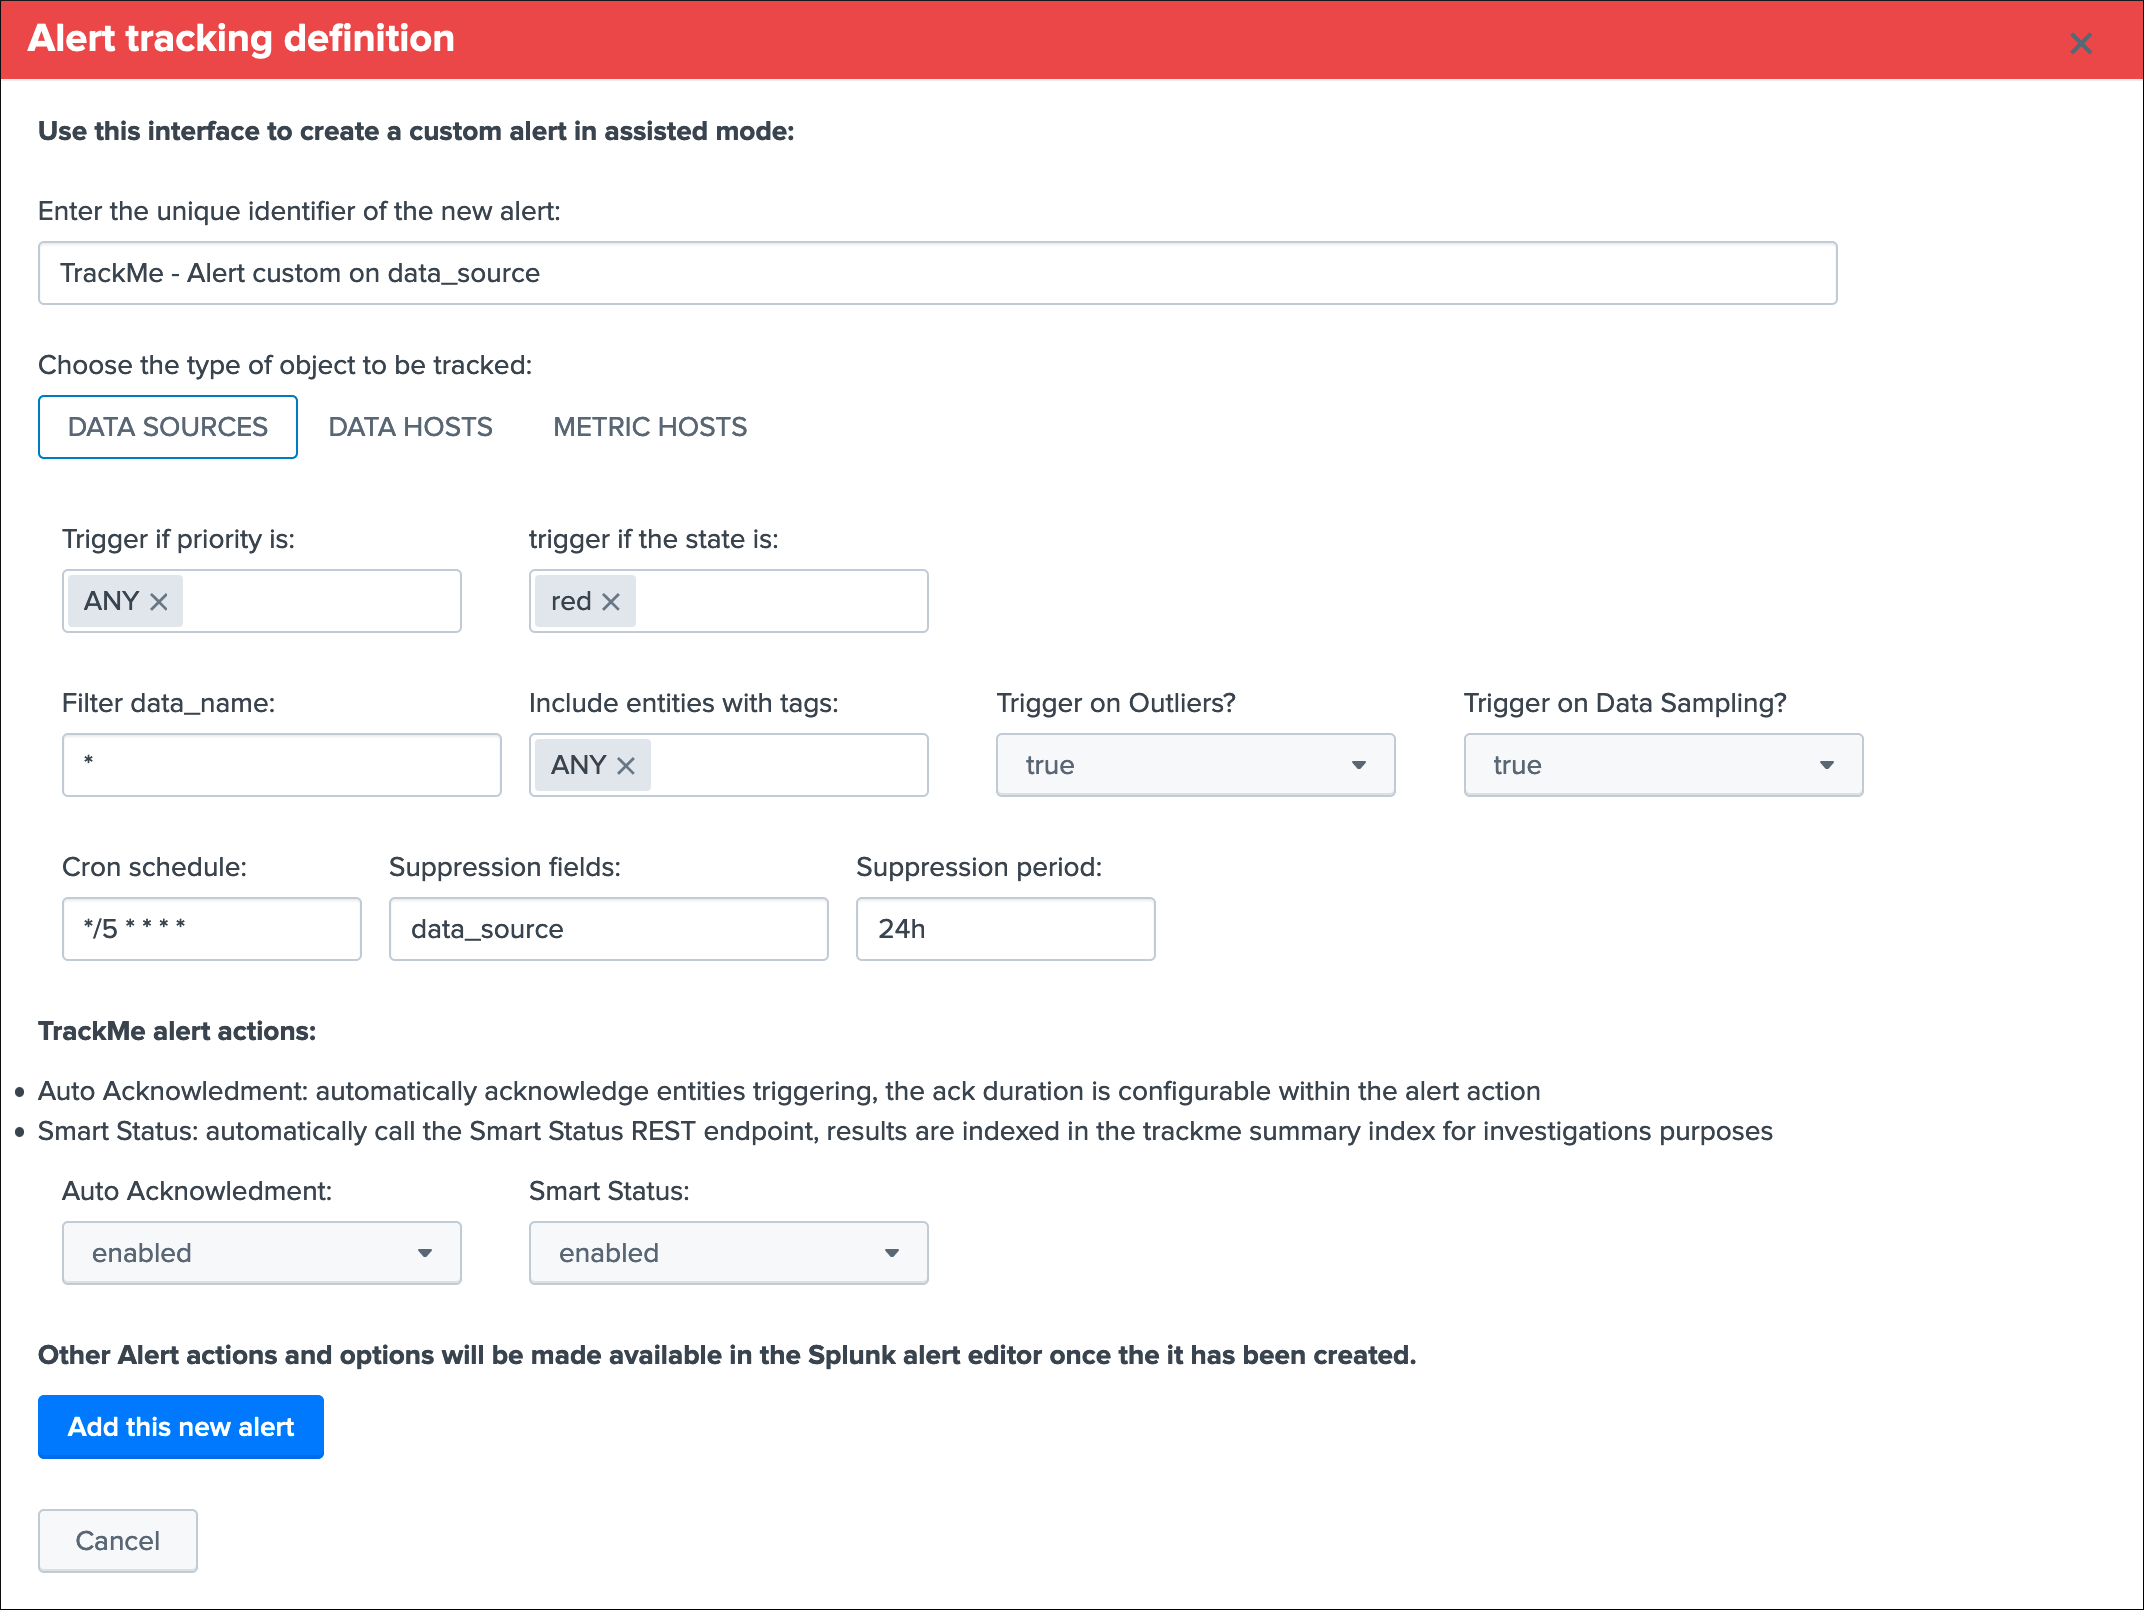 Alert tracking definition
Use this interface to create a custom alert in assisted mode:
Enter the unique identifier of the new alert:
TrackMe - Alert custom on data_source
Choose the type of object to be tracked:
DATA SOURCES DATA HOSTS METRIC HOSTS
Trigger if priority is: trigger if the state is:
ANY red
Filter data_name: Include entities with tags: Trigger on Outliers? Trigger on Data Sampling?
* ANY true true
Cron schedule: Suppression fields: Suppression period:
*/5 * * * * data_source 24h
TrackMe alert actions:
• Auto Acknowledment: automatically acknowledge entities triggering, the ack duration is configurable within the alert action
• Smart Status: automatically call the Smart Status REST endpoint, results are indexed in the trackme summary index for investigations purposes
Auto Acknowledment: Smart Status:
enabled enabled
Other Alert actions and options will be made available in the Splunk alert editor once the it has been created.
Add this new alert
Cancel